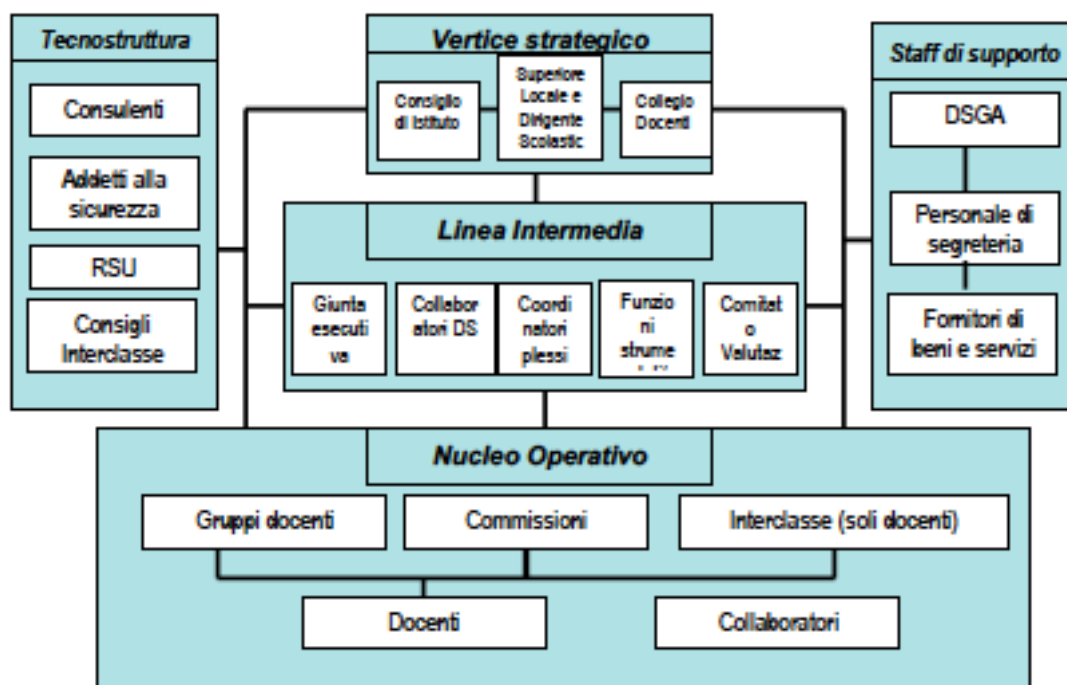 Tecnostruttura
Consulenti
Addetti alla
sicurezza
RSU
Consigli
Interclasse
Vertice strategico
Consiglio
di Istituto
Superiore
Locale e
Dirigente
Scolastic
Collegio
Docenti
Staff di supporto
DSGA
Personale di
segreteria
Fornitori di
beni e servizi
Linea Intermedia
Giunta
esecuti
va
Collabor
atori DS
Coordi
natori
plessi
Funzio
ni
strume
Comitat
o
Valutaz
Nucleo Operativo
Gruppi docenti
Commissioni
Interclasse (soli docenti)
Docenti
Collaboratori